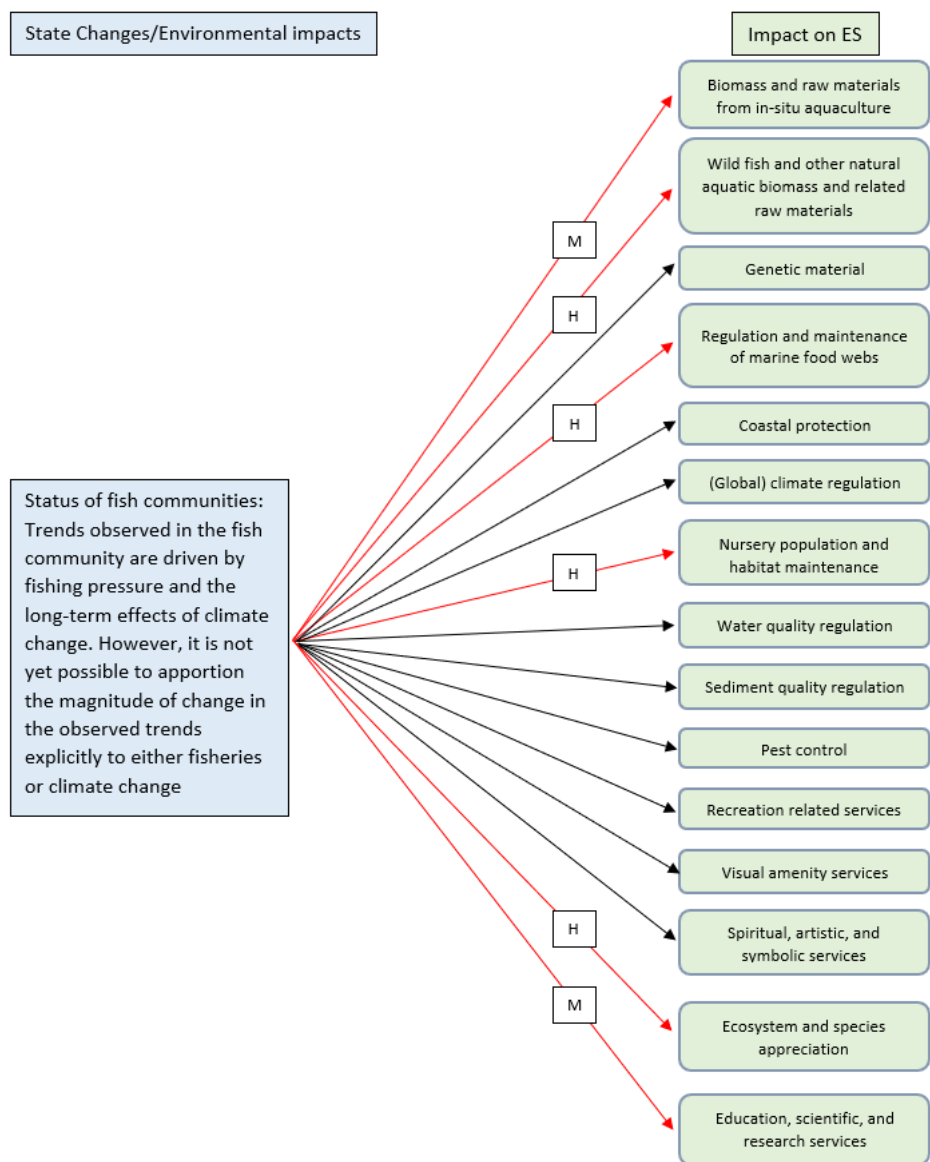 State Changes/Environmental impacts
Impact on ES
Biomass and raw materials
from in-situ aquaculture
Wild fish and other natural
aquatic biomass and related
raw materials
M
Genetic material
H
Regulation and maintenance
of marine food webs
H
Coastal protection
(Global) climate regulation
Status of fish communities:
Trends observed in the fish
community are driven by
fishing pressure and the
long-term effects of climate
change. However, it is not
yet possible to apportion
the magnitude of change in
the observed trends
explicitly to either fisheries
or climate change
Nursery population and
habitat maintenance
H
Water quality regulation
Sediment quality regulation
Pest control
Recreation related services
Visual amenity services
Spiritual, artistic, and
symbolic services
H
M
Ecosystem and species
appreciation
Education, scientific, and
research services